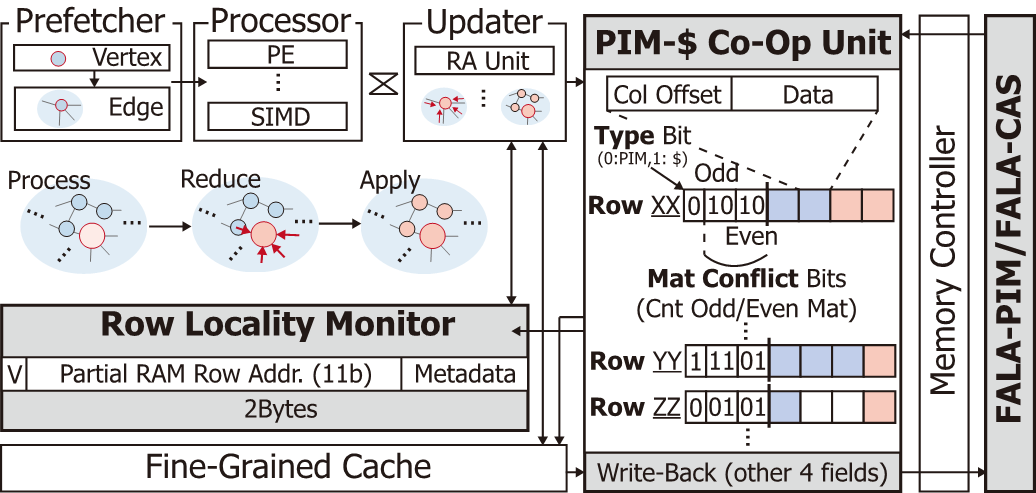 Prefetcher
Vertex
Edge
Processor
PE
⋮
SIMD
Updater
RA Unit
...
Process
Reduce
Apply
Row Locality Monitor
V
Partial RAM Row Addr. (11b)
Metadata
2Bytes
Fine-Grained Cache
PIM-$ Co-Op Unit
Col Offset
Data
Type Bit
(0:PIM,1: $)
Odd
Row XX 0 10 10
Even
Mat Conflict Bits
(Cnt Odd/Even Mat)
⋮
Row YY 1 11 01
Row ZZ 0 01 01
⋮
Write-Back (other 4 fields)
Memory Controller
FALA-PIM/FALA-CAS